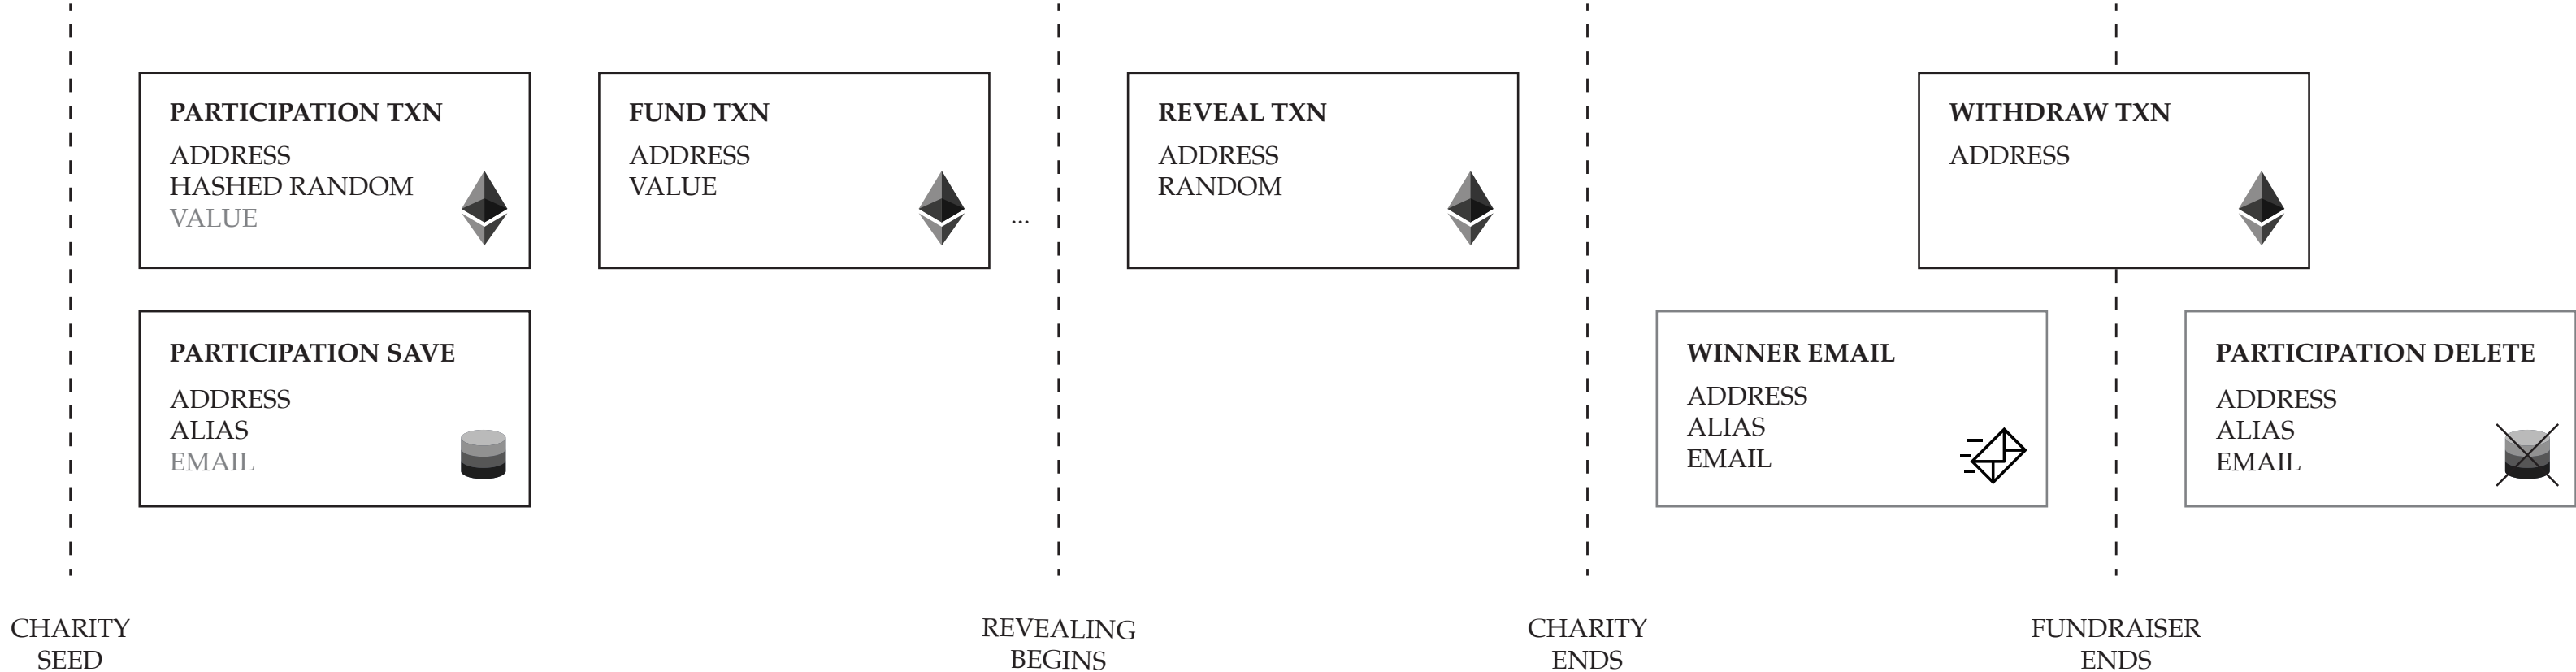 PARTICIPATION TXN
ADDRESS
HASHED RANDOM
VALUE
FUND TXN
ADDRESS
VALUE
...
REVEAL TXN
ADDRESS
RANDOM
WITHDRAW TXN
ADDRESS
PARTICIPATION SAVE
ADDRESS
ALIAS
EMAIL
WINNER EMAIL
ADDRESS
ALIAS
EMAIL
PARTICIPATION DELETE
ADDRESS
ALIAS
EMAIL
CHARITY
SEED
REVEALING
BEGINS
CHARITY
ENDS
FUNDRAISER
ENDS